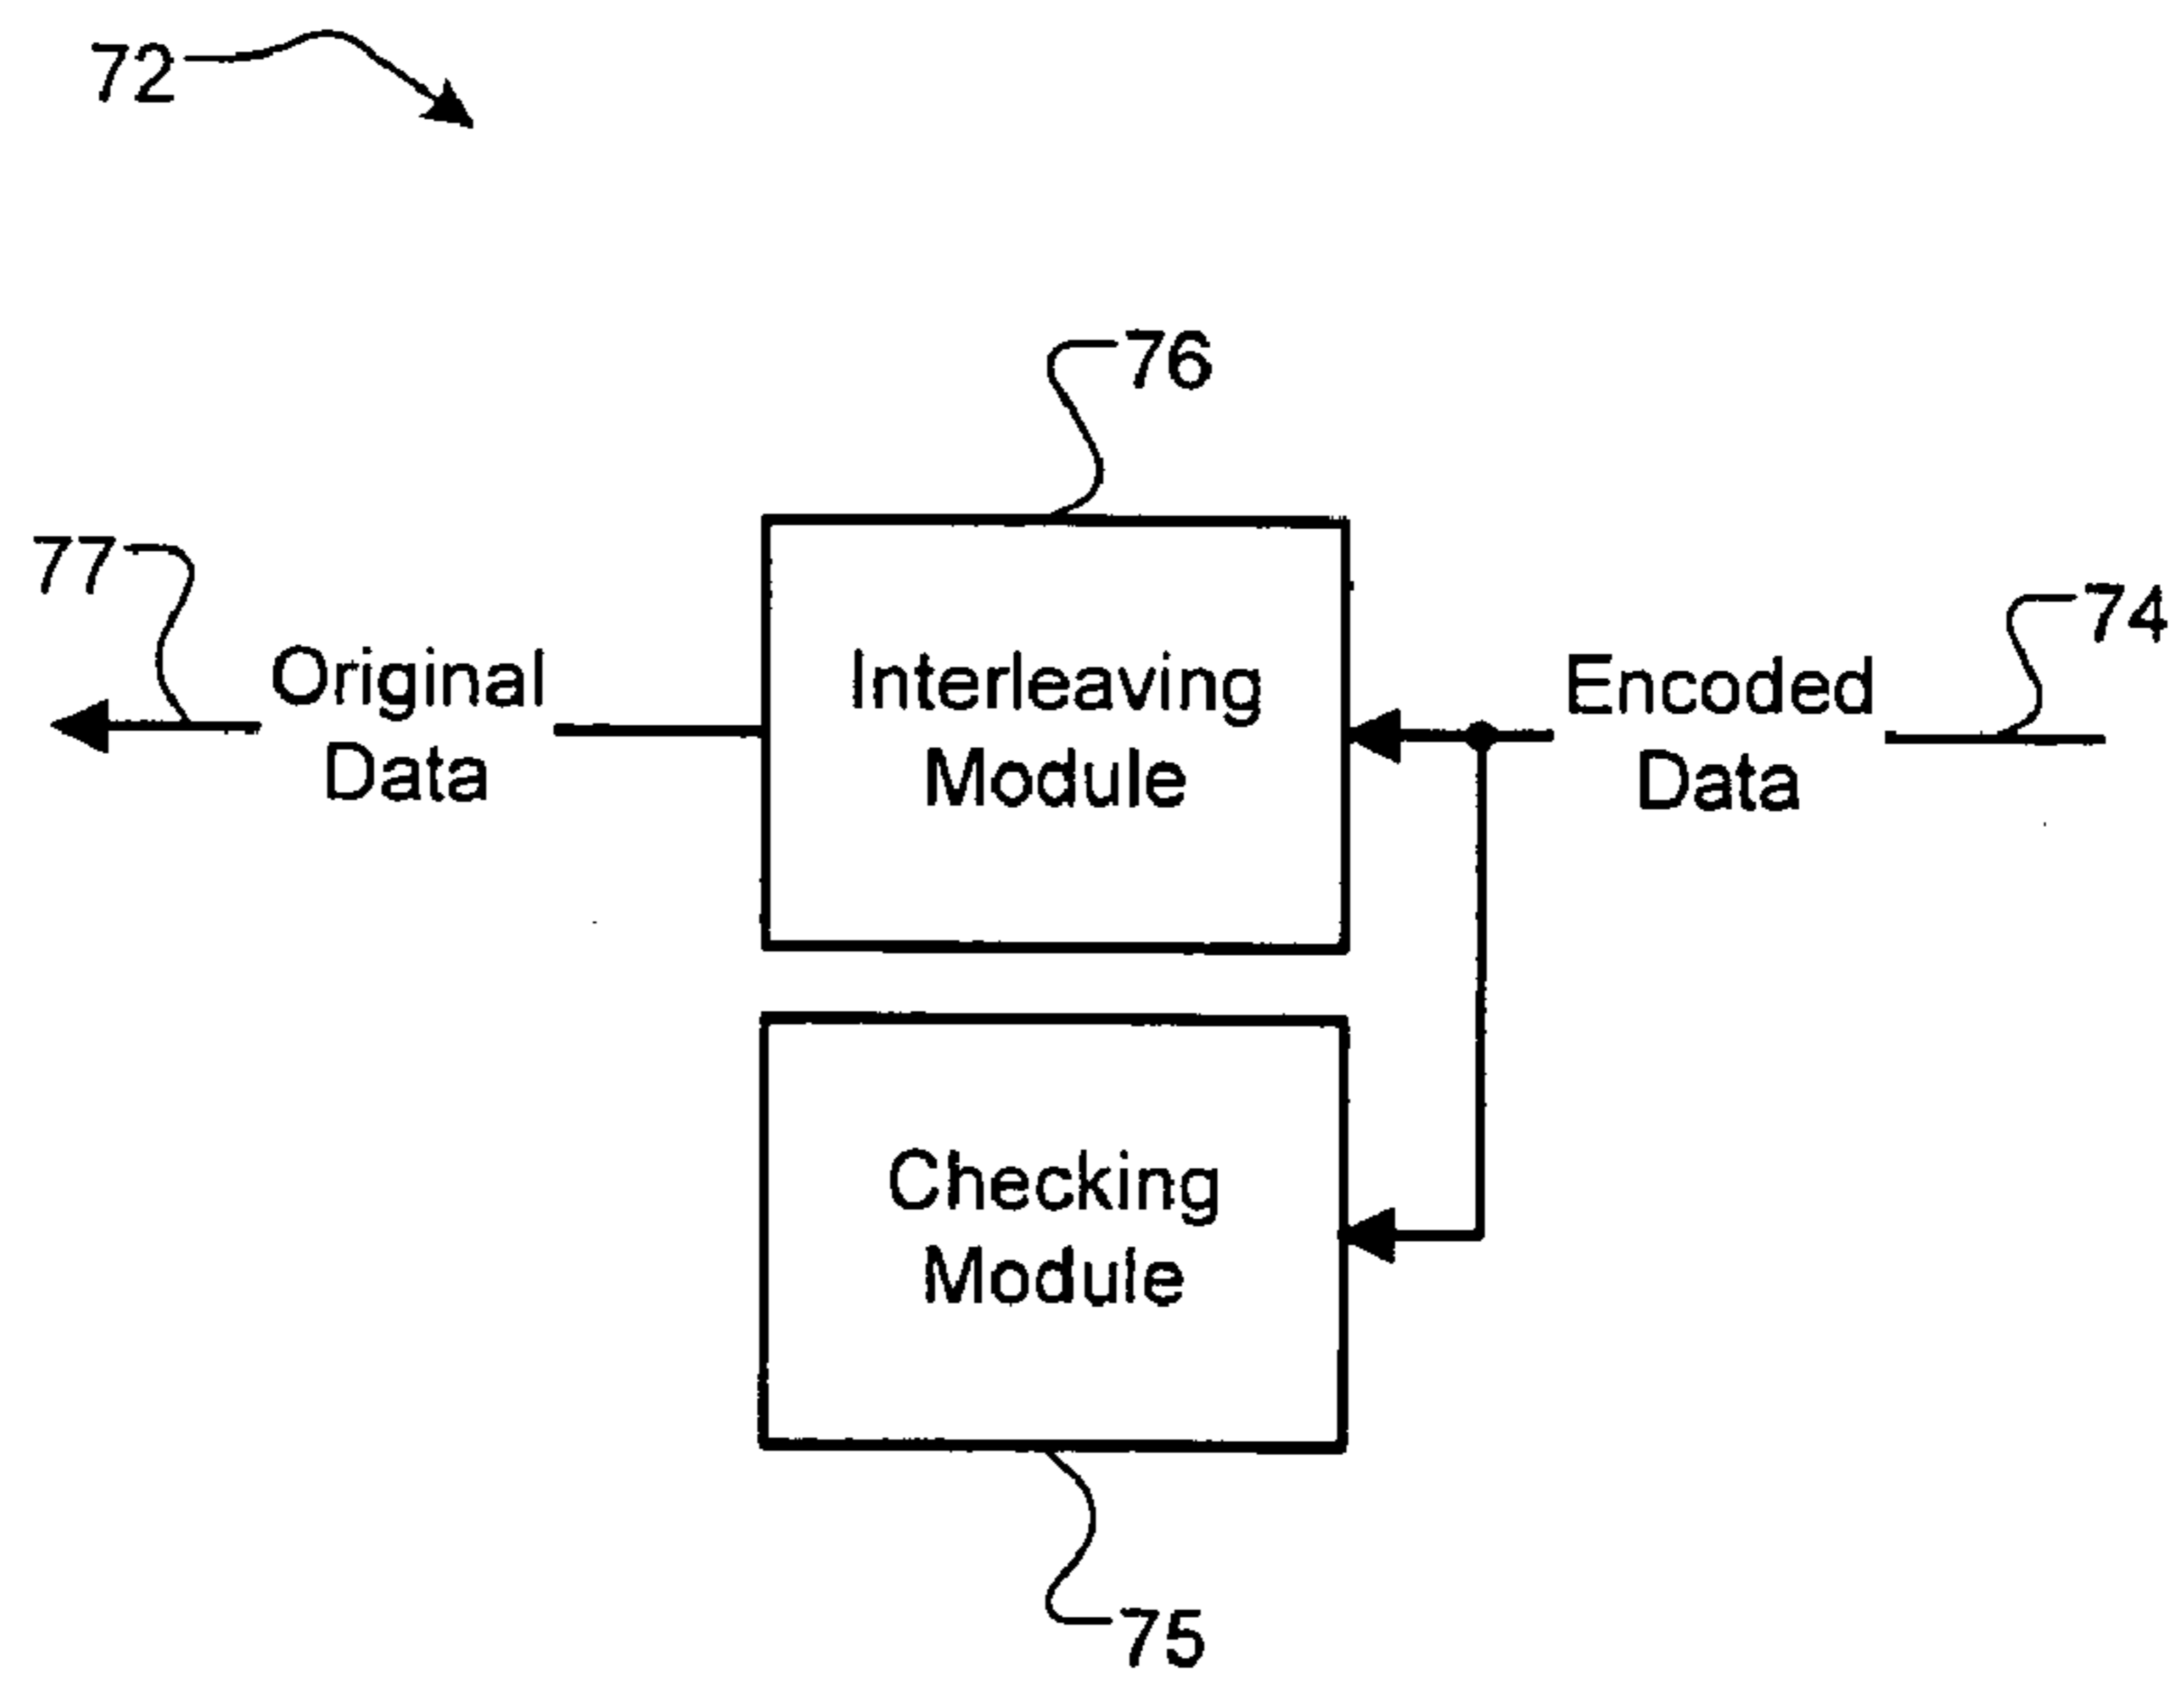 72
76
77
74
Original
Data
Interleaving
Module
Encoded
Data
Checking
Module
75